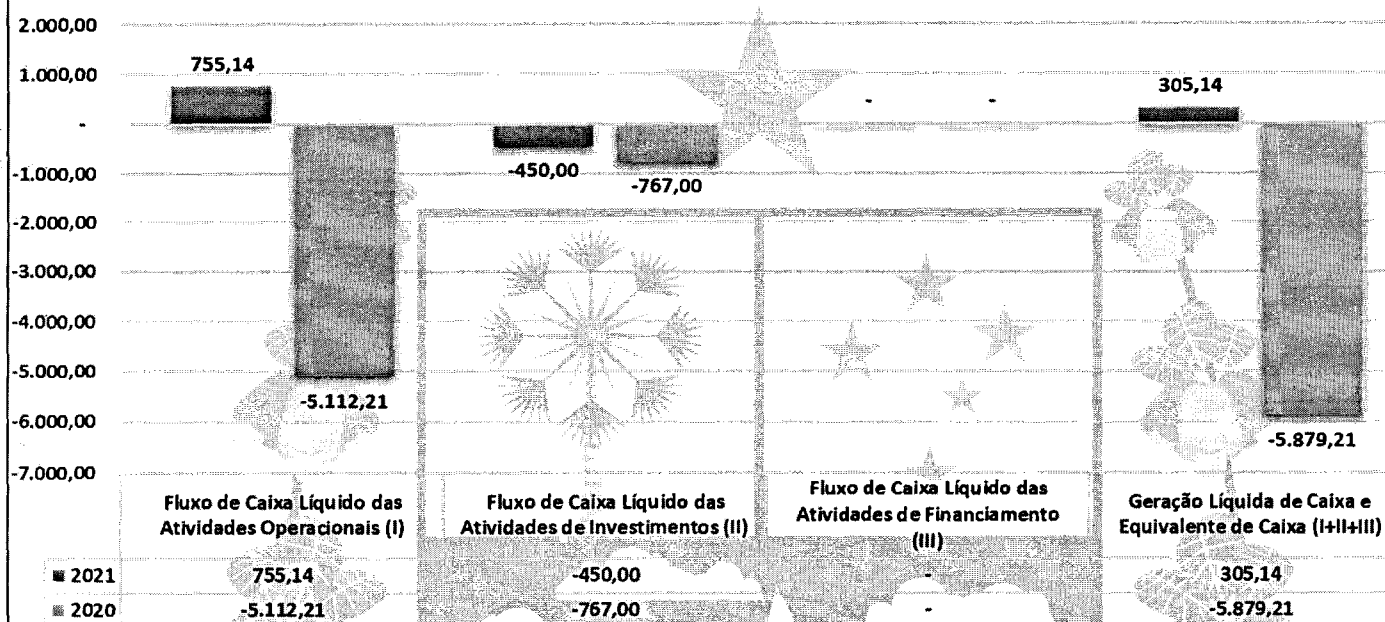 2.000,00
1.000,00
-
-1.000,00
-2.000,00
-3.000,00
-4.000,00
-5.000,00
-6.000,00
-7.000,00
755,14
-5.112,21
-450,00
-767,00
-
-
305,14
-5.879,21
Fluxo de Caixa Líquido das
Atividades Operacionais (I)
Fluxo de Caixa Líquido das
Atividades de Investimentos (II)
Fluxo de Caixa Líquido das
Atividades de Financiamento
(III)
Geração Líquida de Caixa e
Equivalente de Caixa (I+II+III)
2021 755,14 -450,00 - 305,14
2020 -5.112,21 -767,00 - -5.879,21